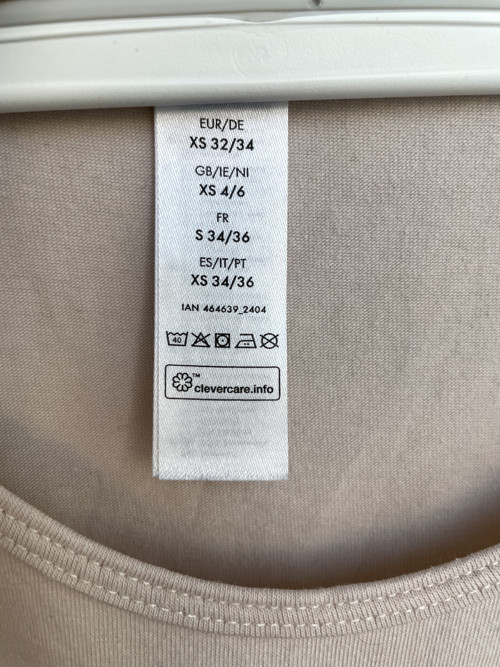 EUR/DE
XS 32/34
GB/IE/NI
XS 4/6
FR
S 34/36
ES/IT/PT
XS 34/36
IAN 464639_2404
40
™
clevercare.info